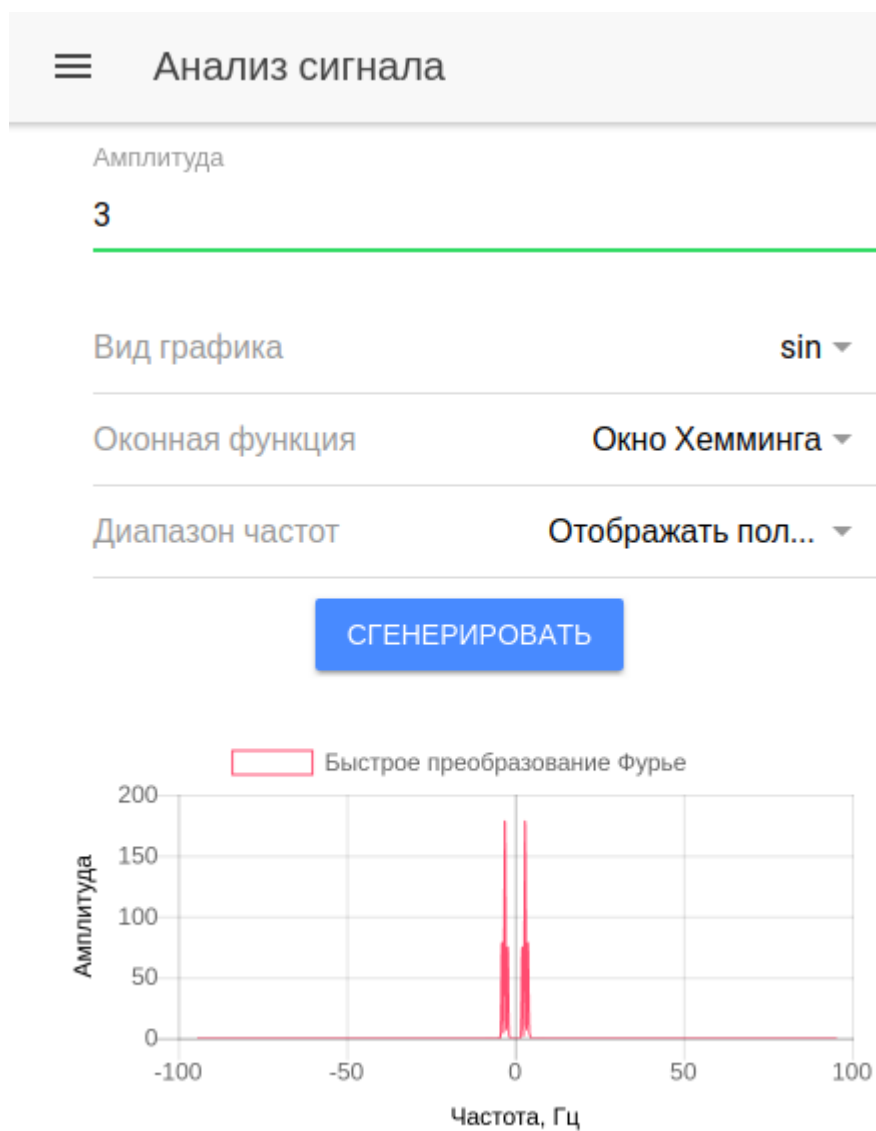 Анализ сигнала
Амплитуда
3
Вид графика sin
Оконная функция Окно Хемминга
Диапазон частот Отображать пол...
СГЕНЕРИРОВАТЬ
Быстрое преобразование Фурье
200
150
100
50
0
Амплитуда
-100 -50 0 50 100
Частота, Гц